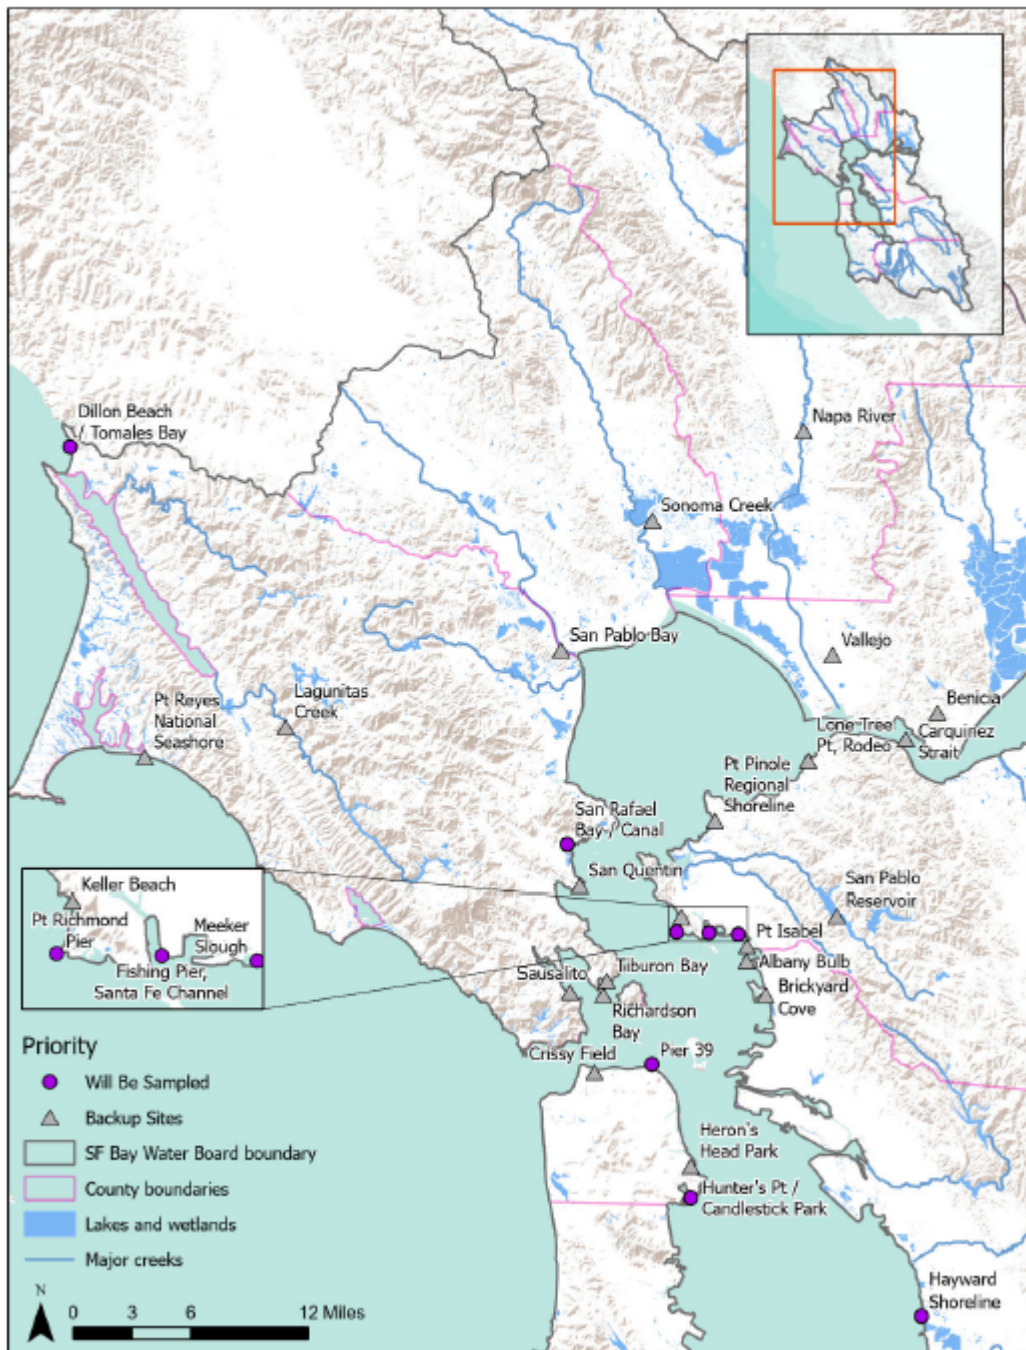 Dillon Beach
/ Tomales Bay
Napa River
Sonoma Creek
San Pablo Bay
Vallejo
Benicia
Pt Reyes
National
Seashore
Lagunitas
Creek
Lone Tree
Pt, Rodeo
Carquinez
Strait
Pt Pinole
Regional
Shoreline
San Rafael
Bay / Canal
San Quentin
San Pablo
Reservoir
Keller Beach
Pt Richmond
Pier
Meeker
Slough
Fishing Pier,
Santa Fe Channel
Pt Isabel
Albany Bulb
Brickyard
Cove
Sausalito
Tiburon Bay
Richardson
Bay
Crissy Field
Pier 39
Heron's
Head Park
Hunter's Pt /
Candlestick Park
Hayward
Shoreline
Priority
Will Be Sampled
Backup Sites
SF Bay Water Board boundary
County boundaries
Lakes and wetlands
Major creeks
N
0 3 6 12 Miles